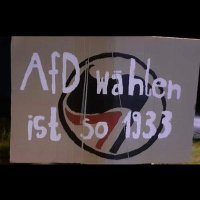 AfD wählen
ist so 1933